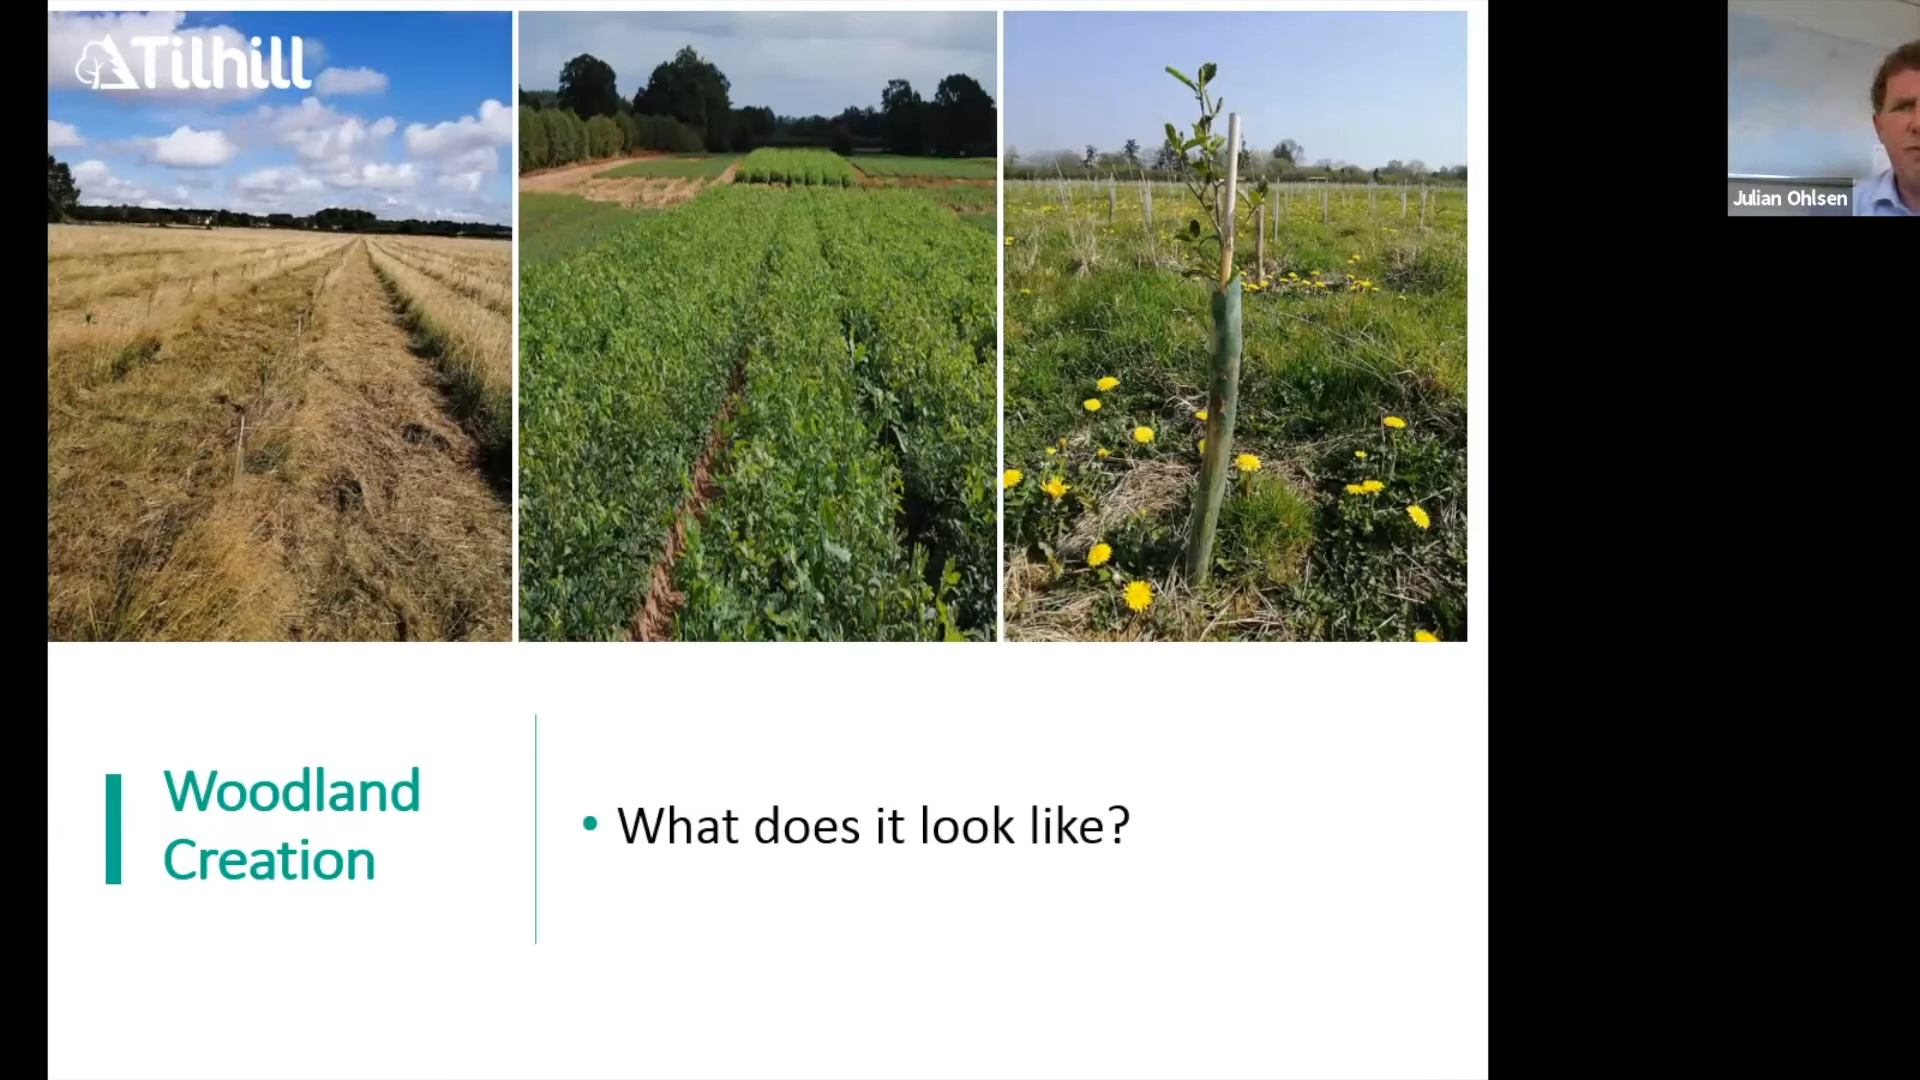 Tilhill
Julian Ohlsen
Woodland
Creation
• What does it look like?